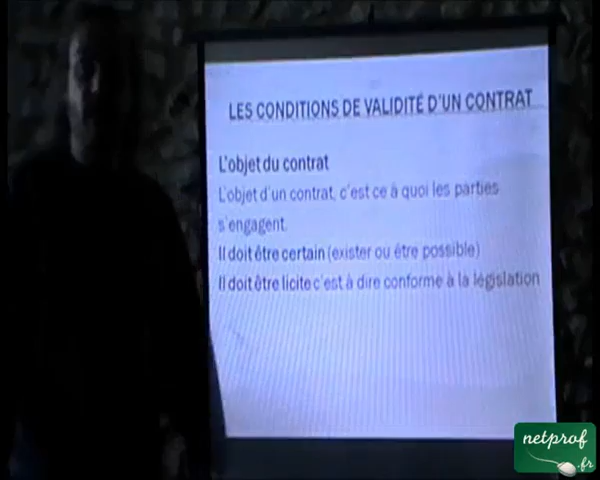 LES CONDITIONS DE VALIDITÉ D'UN CONTRAT
L'objet du contrat
L'objet d'un contrat, c'est ce à quoi les parties
s'engagent.
Il doit être certain (exister ou être possible)
Il doit être licite c'est à dire conforme à la législation
netprof
.fr